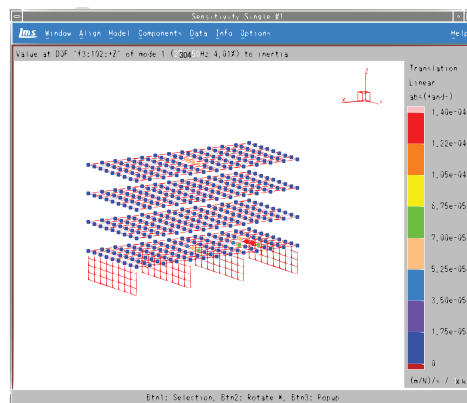 Sensitivity Single #1
lms Window Align Model Components Data Info Options Help
Value at DOF "f3:102:+Z" of mode 1 ( 304 Hz 4,01%) to inertia
Translation
Linear
abs(+and-)
1,40e-04
1,22e-04
1,05e-04
8,75e-05
7,00e-05
5,25e-05
3,50e-05
1,75e-05
0
Z
X
Y
(m/N)/s /
Btn1: Selection, Btn2: Rotate *, Btn3: Popup